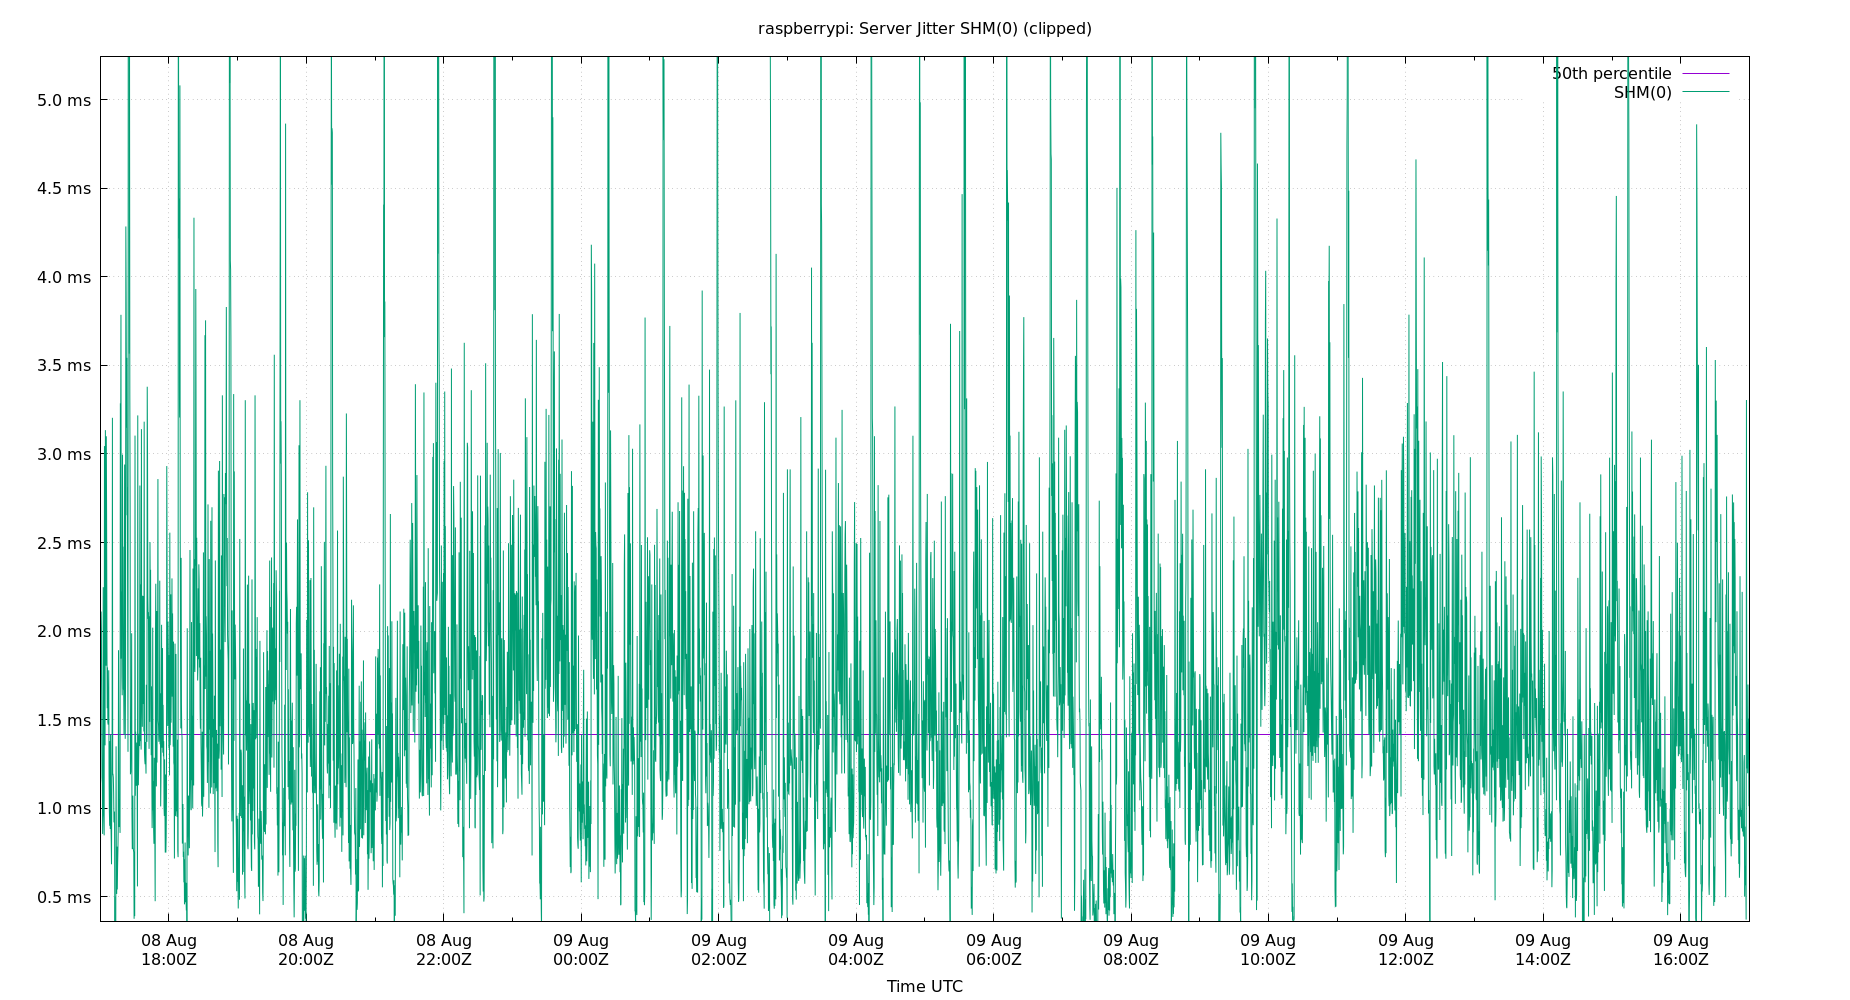 raspberrypi: Server Jitter SHM(0) (clipped)
50th percentile
SHM(0)
5.0 ms
4.5 ms
4.0 ms
3.5 ms
3.0 ms
2.5 ms
2.0 ms
1.5 ms
1.0 ms
0.5 ms
08 Aug 08 Aug 08 Aug 09 Aug 09 Aug 09 Aug 09 Aug 09 Aug 09 Aug 09 Aug 09 Aug 09 Aug
18:00Z 20:00Z 22:00Z 00:00Z 02:00Z 04:00Z 06:00Z 08:00Z 10:00Z 12:00Z 14:00Z 16:00Z
Time UTC